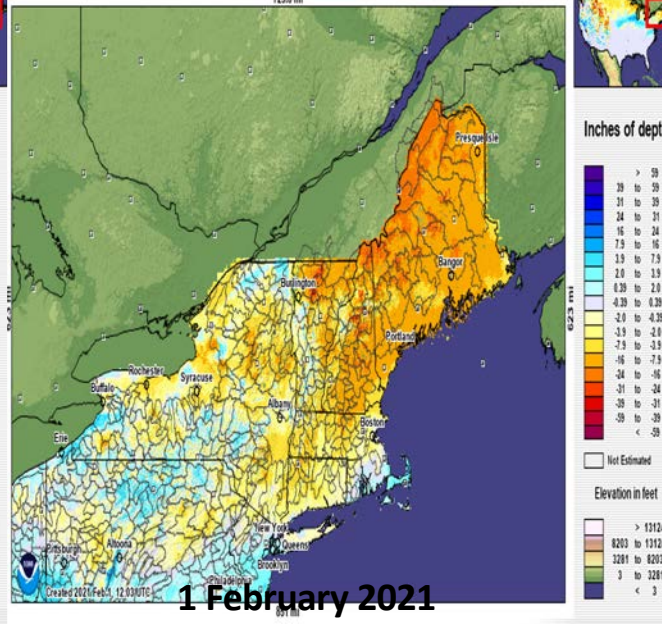 Presque Isle
Bangor
Burlington
Portland
Rochester
Syracuse
Buffalo
Albany
Boston
Erie
New York
Queens
Pittsburgh
Altoona
Brooklyn
Philadelphia
Created 2021 Feb 1, 12:03 UTC
1 February 2021
623 mi
Inches of dept
> 59
39 to 59
31 to 39
24 to 31
16 to 24
7.9 to 16
3.9 to 7.9
2.0 to 3.9
0.39 to 2.0
-0.39 to 0.39
-2.0 to -0.39
-3.9 to -2.0
-7.9 to -3.9
-16 to -7.9
-24 to -16
-31 to -24
-39 to -31
-59 to -39
< -59
Not Estimated
Elevation in feet
> 1312
8203 to 1312
3281 to 8203
3 to 3281
< 3